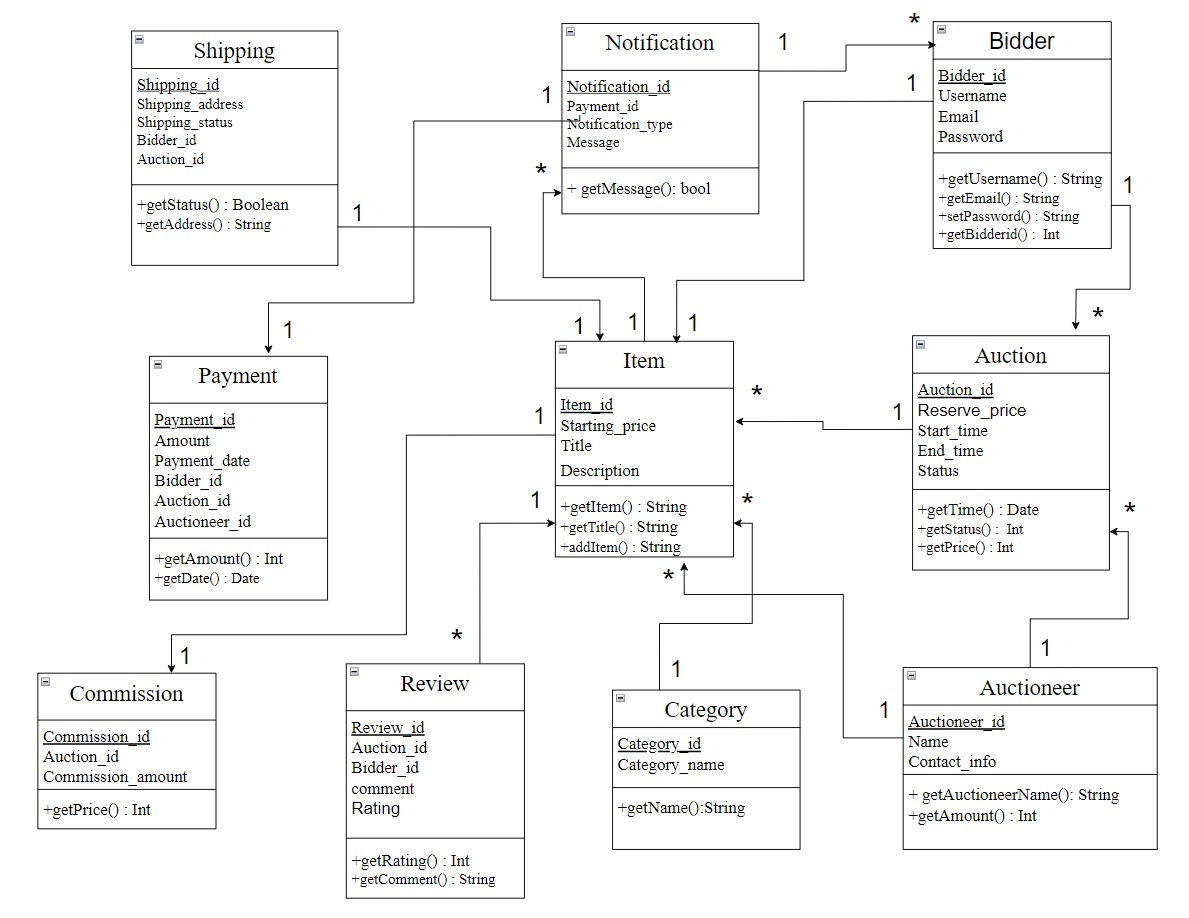 Shipping
Shipping_id
Shipping_address
Shipping_status
Bidder_id
Auction_id
+getStatus() : Boolean
+getAddress() : String
1
1
Notification
Notification_id
Payment_id
Notification_type
Message
+ getMessage(): bool
1
*
1
*
Bidder
Bidder_id
Username
Email
Password
+getUsername() : String
+getEmail() : String
+setPassword() : String
+getBidderid() : Int
1
1
*
1
1
1
Payment
Payment_id
Amount
Payment_date
Bidder_id
Auction_id
Auctioneer_id
+getAmount() : Int
+getDate() : Date
Item
Item_id
Starting_price
Title
Description
+getItem() : String
+getTitle() : String
+addItem() : String
1
1
*
*
*
1
Auction
Auction_id
Reserve_price
Start_time
End_time
Status
+getTime() : Date
+getStatus() : Int
+getPrice() : Int
*
1
Commission
Commission_id
Auction_id
Commission_amount
+getPrice() : Int
*
Review
Review_id
Auction_id
Bidder_id
comment
Rating
+getRating() : Int
+getComment() : String
1
Category
Category_id
Category_name
+getName():String
1
1
Auctioneer
Auctioneer_id
Name
Contact_info
+ getAuctioneerName(): String
+getAmount() : Int